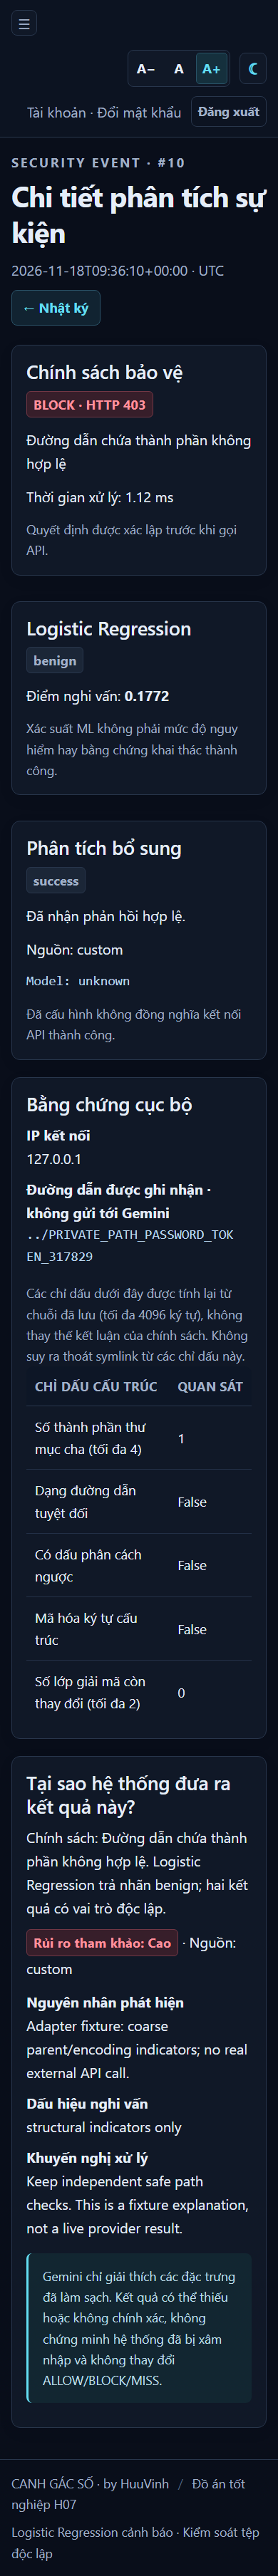 ☰
A− A A+ ☾
Tài khoản · Đổi mật khẩu Đăng xuất
SECURITY EVENT · #10
Chi tiết phân tích sự
kiện
2026-11-18T09:36:10+00:00 · UTC
← Nhật ký
Chính sách bảo vệ
BLOCK · HTTP 403
Đường dẫn chứa thành phần không
hợp lệ
Thời gian xử lý: 1.12 ms
Quyết định được xác lập trước khi gọi
API.
Logistic Regression
benign
Điểm nghi vấn: 0.1772
Xác suất ML không phải mức độ nguy
hiểm hay bằng chứng khai thác thành
công.
Phân tích bổ sung
success
Đã nhận phản hồi hợp lệ.
Nguồn: custom
Model: unknown
Đã cấu hình không đồng nghĩa kết nối
API thành công.
Bằng chứng cục bộ
IP kết nối
127.0.0.1
Đường dẫn được ghi nhận ·
không gửi tới Gemini
../PRIVATE_PATH_PASSWORD_TOK
EN_317829
Các chỉ dấu dưới đây được tính lại từ
chuỗi đã lưu (tối đa 4096 ký tự), không
thay thế kết luận của chính sách. Không
suy ra thoát symlink từ các chỉ dấu này.
CHỈ DẤU CẤU TRÚC QUAN SÁT
Số thành phần thư
mục cha (tối đa 4) 1
Dạng đường dẫn
tuyệt đối False
Có dấu phân cách
ngược False
Mã hóa ký tự cấu
trúc False
Số lớp giải mã còn
thay đổi (tối đa 2) 0
Tại sao hệ thống đưa ra
kết quả này?
Chính sách: Đường dẫn chứa thành
phần không hợp lệ. Logistic
Regression trả nhãn benign; hai kết
quả có vai trò độc lập.
Rủi ro tham khảo: Cao · Nguồn:
custom
Nguyên nhân phát hiện
Adapter fixture: coarse
parent/encoding indicators; no real
external API call.
Dấu hiệu nghi vấn
structural indicators only
Khuyến nghị xử lý
Keep independent safe path
checks. This is a fixture explanation,
not a live provider result.
Gemini chỉ giải thích các đặc trưng
đã làm sạch. Kết quả có thể thiếu
hoặc không chính xác, không
chứng minh hệ thống đã bị xâm
nhập và không thay đổi
ALLOW/BLOCK/MISS.
CANH GÁC SỐ · by HuuVinh / Đồ án tốt
nghiệp H07
Logistic Regression cảnh báo · Kiểm soát tệp
độc lập